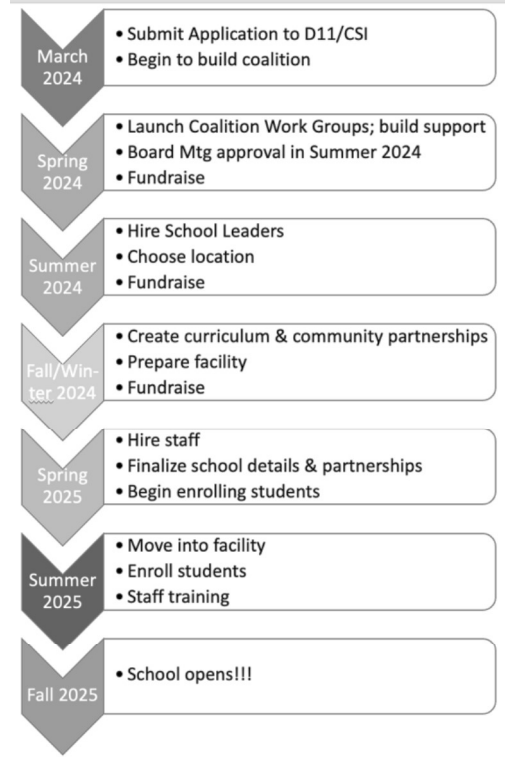 March
2024
• Submit Application to D11/CSI
• Begin to build coalition
Spring
2024
• Launch Coalition Work Groups; build support
• Board Mtg approval in Summer 2024
• Fundraise
Summer
2024
• Hire School Leaders
• Choose location
• Fundraise
Fall/Win-
ter 2024
• Create curriculum & community partnerships
• Prepare facility
• Fundraise
Spring
2025
• Hire staff
• Finalize school details & partnerships
• Begin enrolling students
Summer
2025
• Move into facility
• Enroll students
• Staff training
Fall 2025
• School opens!!!